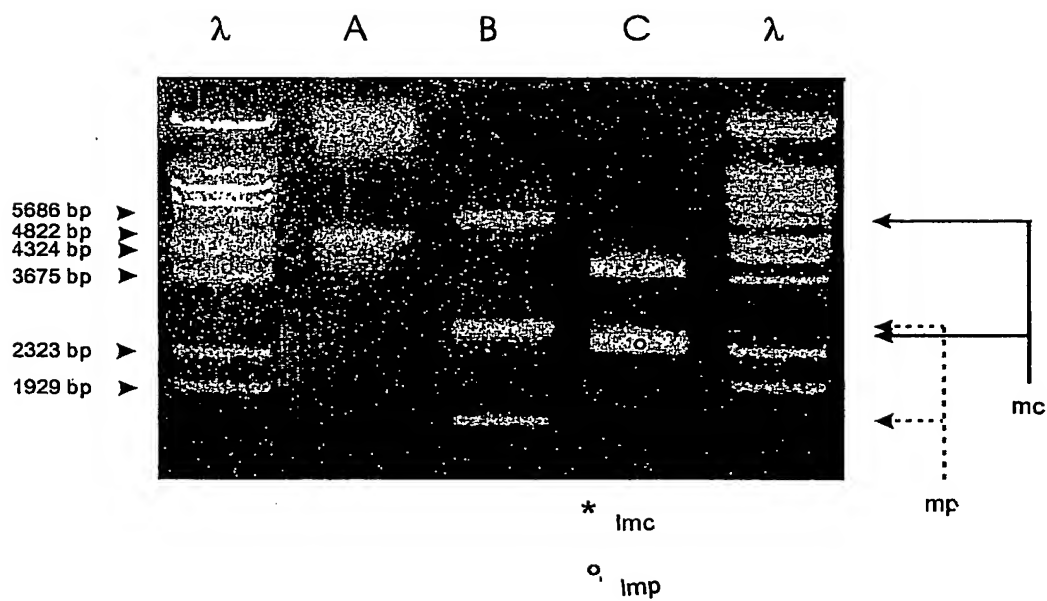 λ A B C λ
5686 bp
4822 bp
4324 bp
3675 bp
2323 bp
1929 bp
mc
mp
* lmc
o lmp